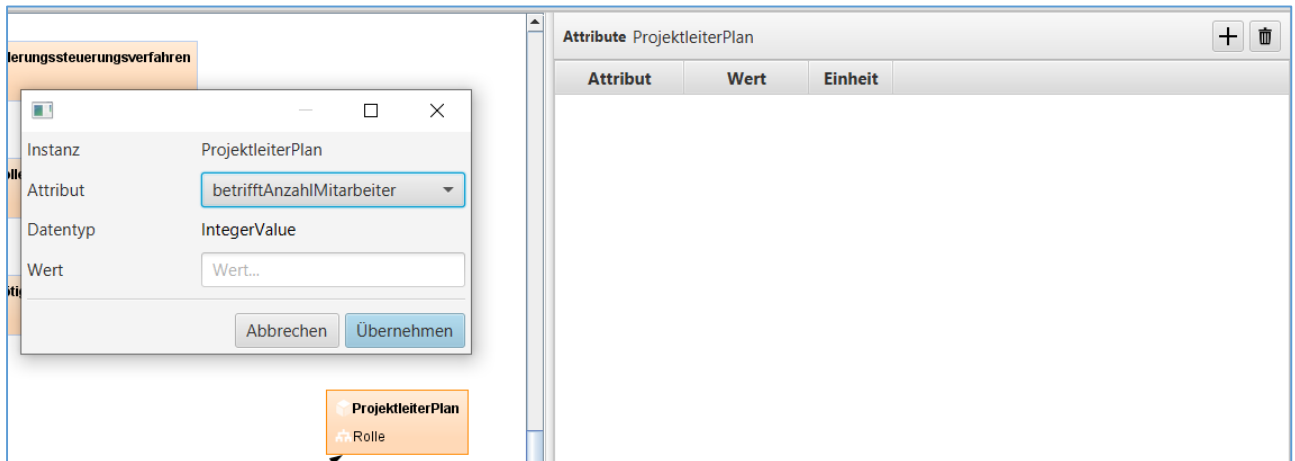 lerungssteuerungsverfahren
Instanz ProjektleiterPlan
Attribut betrifftAnzahlMitarbeiter
Datentyp IntegerValue
Wert Wert...
Abbrechen Übernehmen
ProjektleiterPlan
Rolle
Attribute ProjektleiterPlan
Attribut Wert Einheit